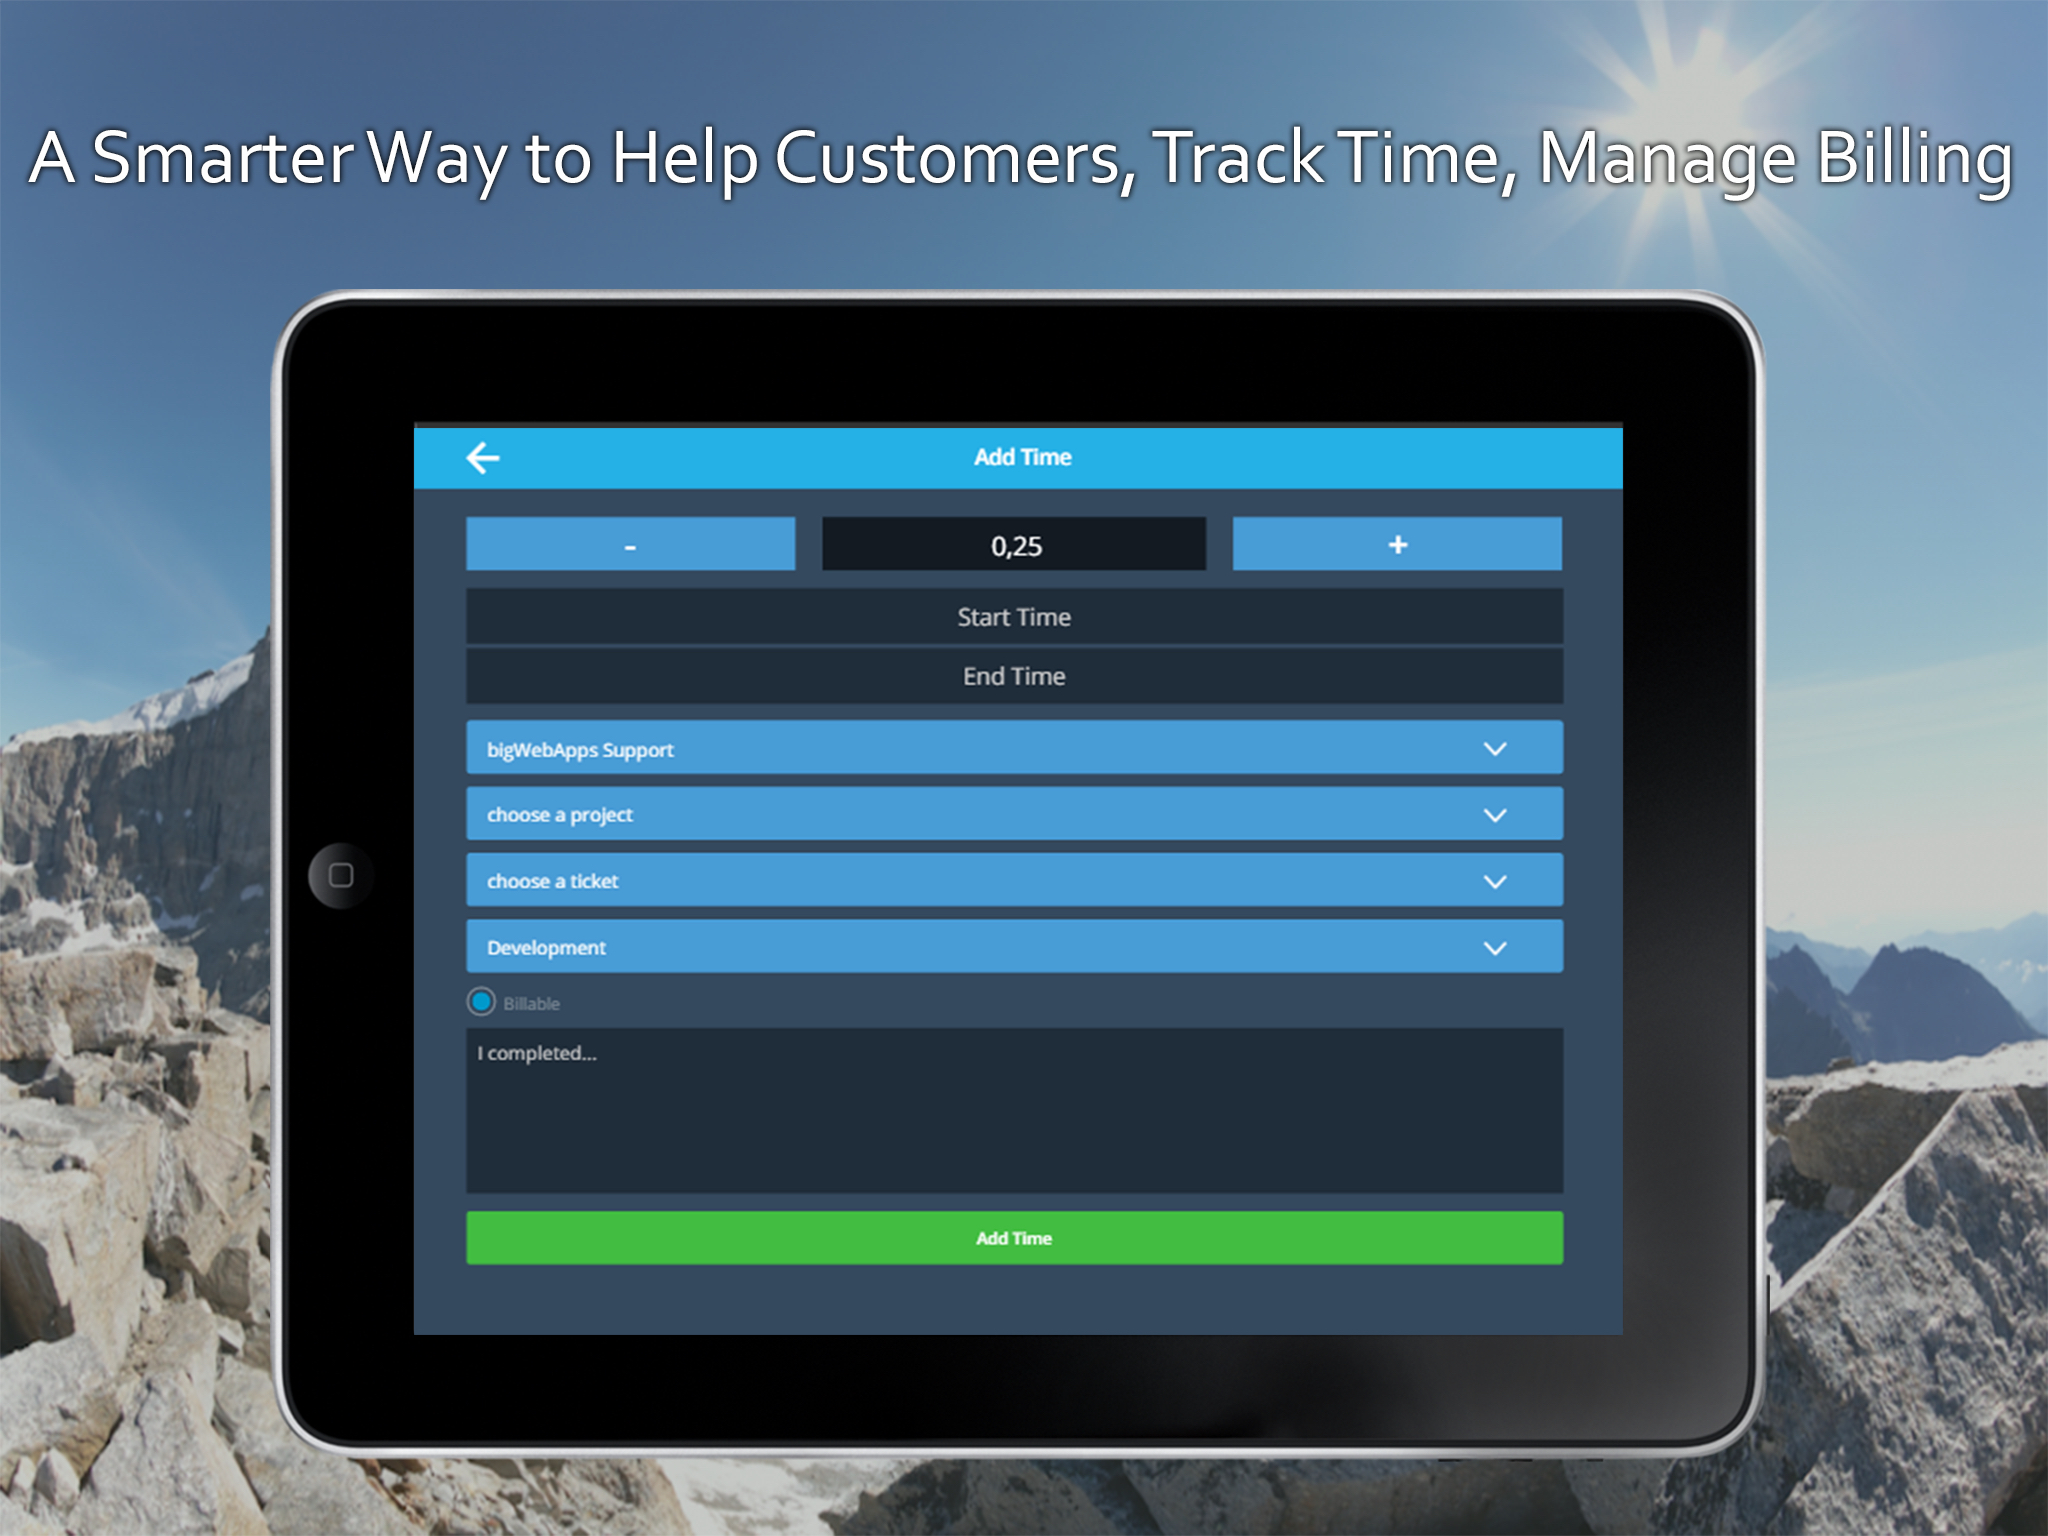 A Smarter Way to Help Customers, Track Time, Manage Billing
Add Time
- 0,25 +
Start Time
End Time
bigWebApps Support
choose a project
choose a ticket
Development
Billable
I completed...
Add Time